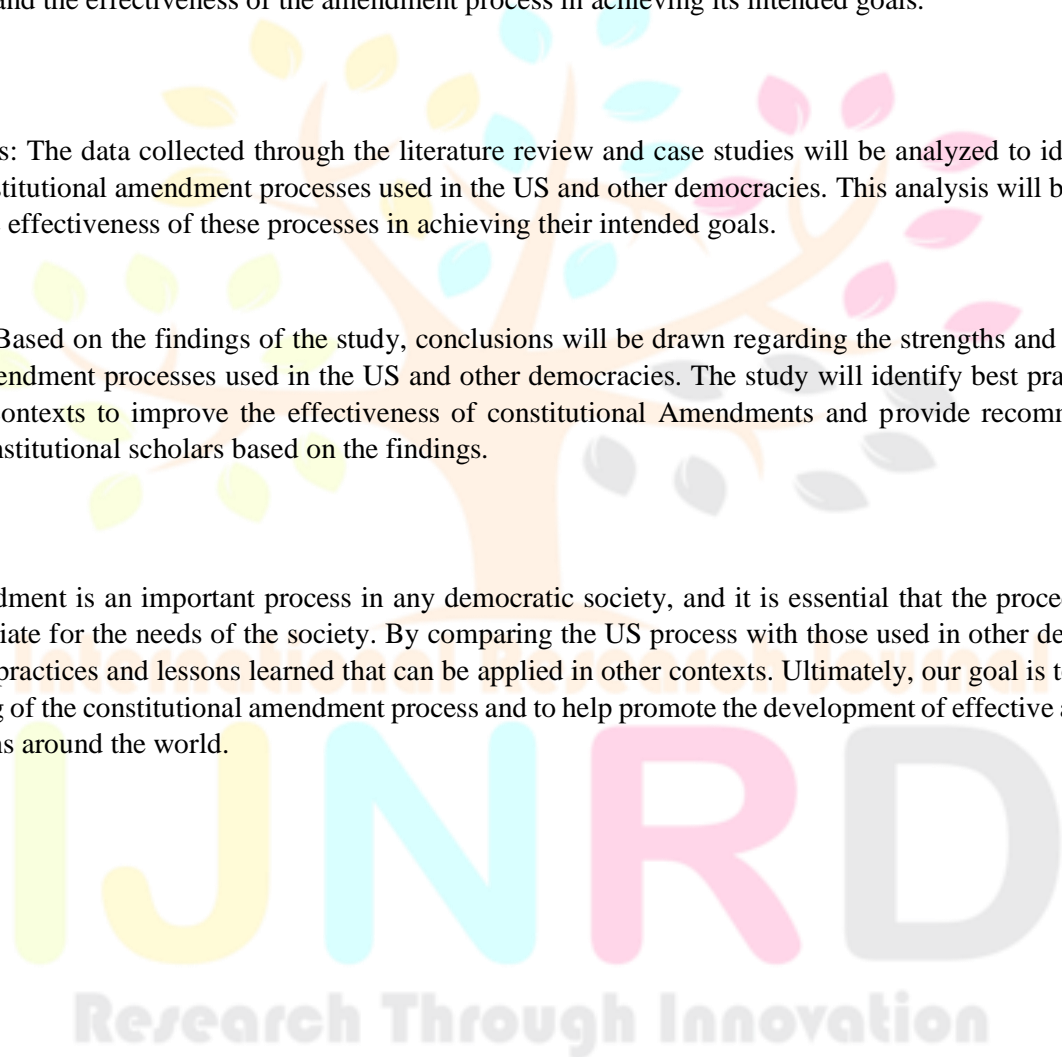 and the effectiveness of the amendment process in achieving its intended goals.
s: The data collected through the literature review and case studies will be analyzed to id
stitutional amendment processes used in the US and other democracies. This analysis will b
effectiveness of these processes in achieving their intended goals.
Based on the findings of the study, conclusions will be drawn regarding the strengths and
endment processes used in the US and other democracies. The study will identify best pra
ontexts to improve the effectiveness of constitutional Amendments and provide recomm
nstitutional scholars based on the findings.
dment is an important process in any democratic society, and it is essential that the proce
iate for the needs of the society. By comparing the US process with those used in other de
practices and lessons learned that can be applied in other contexts. Ultimately, our goal is t
g of the constitutional amendment process and to help promote the development of effective a
ns around the world.
International Research Journal
IJNRD
Research Through Innovation